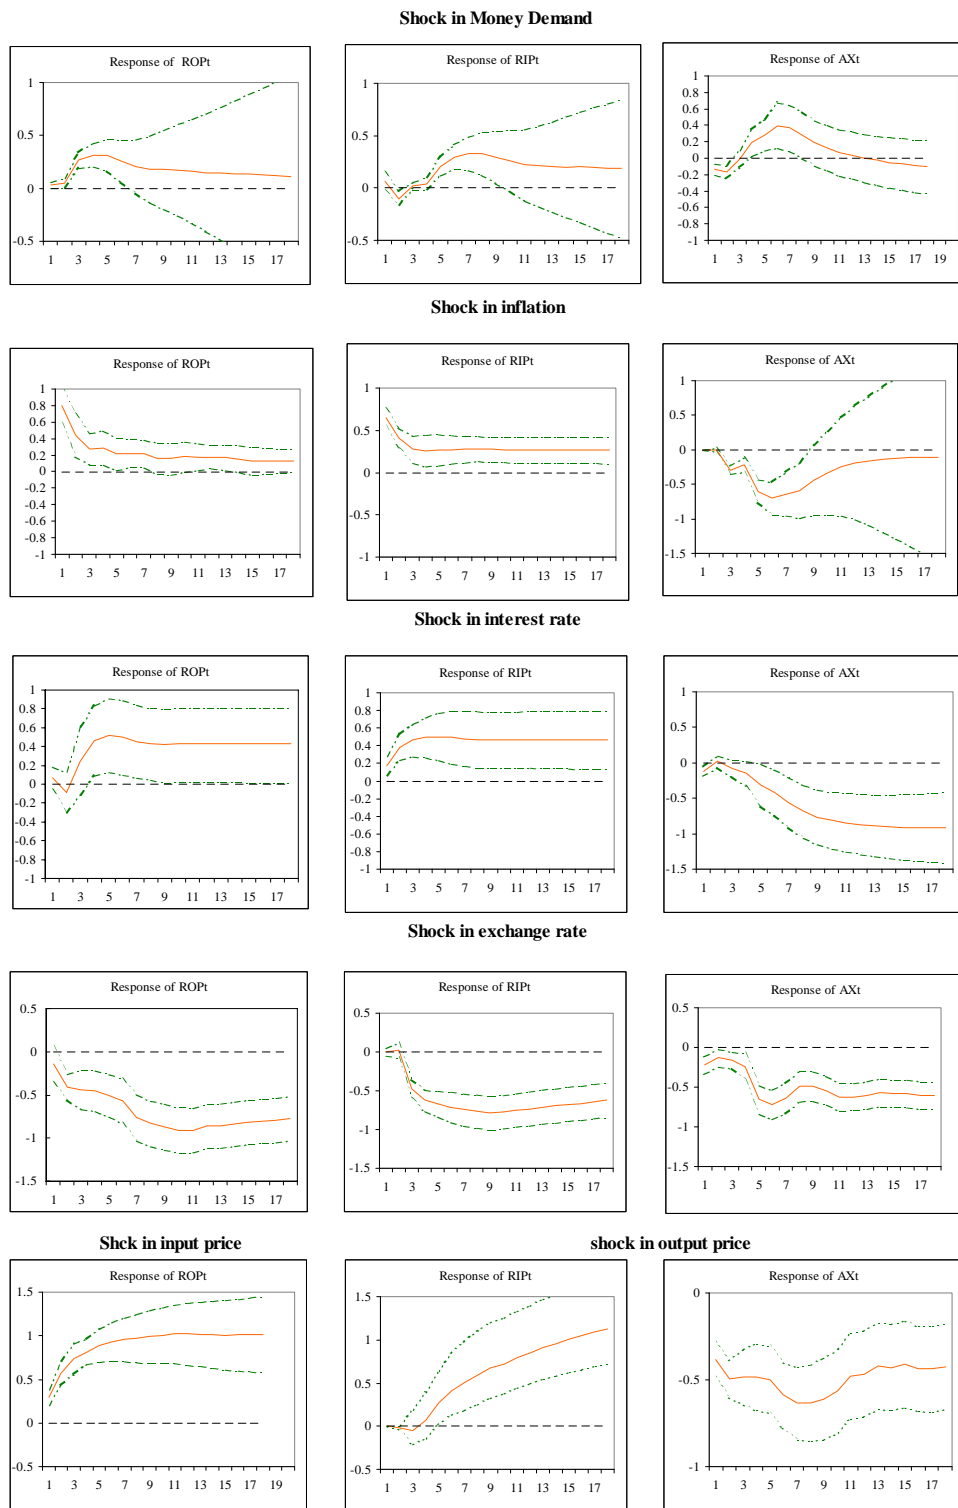 Shock in Money Demand
Response of ROPt
1
0.5
0
-0.5
1 3 5 7 9 11 13 15 17
Response of RIPt
1
0.5
0
-0.5
1 3 5 7 9 11 13 15 17
Response of AXt
1
0.8
0.6
0.4
0.2
0
-0.2
-0.4
-0.6
-0.8
-1
1 3 5 7 9 11 13 15 17 19
Shock in inflation
Response of ROPt
1
0.8
0.6
0.4
0.2
0
-0.2
-0.4
-0.6
-0.8
-1
1 3 5 7 9 11 13 15 17
Response of RIPt
1
0.5
0
-0.5
-1
1 3 5 7 9 11 13 15 17
Response of AXt
1
0.5
0
-0.5
-1
-1.5
1 3 5 7 9 11 13 15 17
Shock in interest rate
Response of ROPt
1
0.8
0.6
0.4
0.2
0
-0.2
-0.4
-0.6
-0.8
-1
1 3 5 7 9 11 13 15 17
Response of RIPt
1
0.8
0.6
0.4
0.2
0
-0.2
-0.4
-0.6
-0.8
-1
1 3 5 7 9 11 13 15 17
Response of AXt
1
0.5
0
-0.5
-1
-1.5
1 3 5 7 9 11 13 15 17
Shock in exchange rate
Response of ROPt
0.5
0
-0.5
-1
-1.5
1 3 5 7 9 11 13 15 17
Response of RIPt
0.5
0
-0.5
-1
-1.5
1 3 5 7 9 11 13 15 17
Response of AXt
0.5
0
-0.5
-1
-1.5
1 3 5 7 9 11 13 15 17
Shck in input price
shock in output price
Response of ROPt
1.5
1
0.5
0
-0.5
1 3 5 7 9 11 13 15 17 19
Response of RIPt
1.5
1
0.5
0
-0.5
1 3 5 7 9 11 13 15 17
Response of AXt
0
-0.5
-1
1 3 5 7 9 11 13 15 17